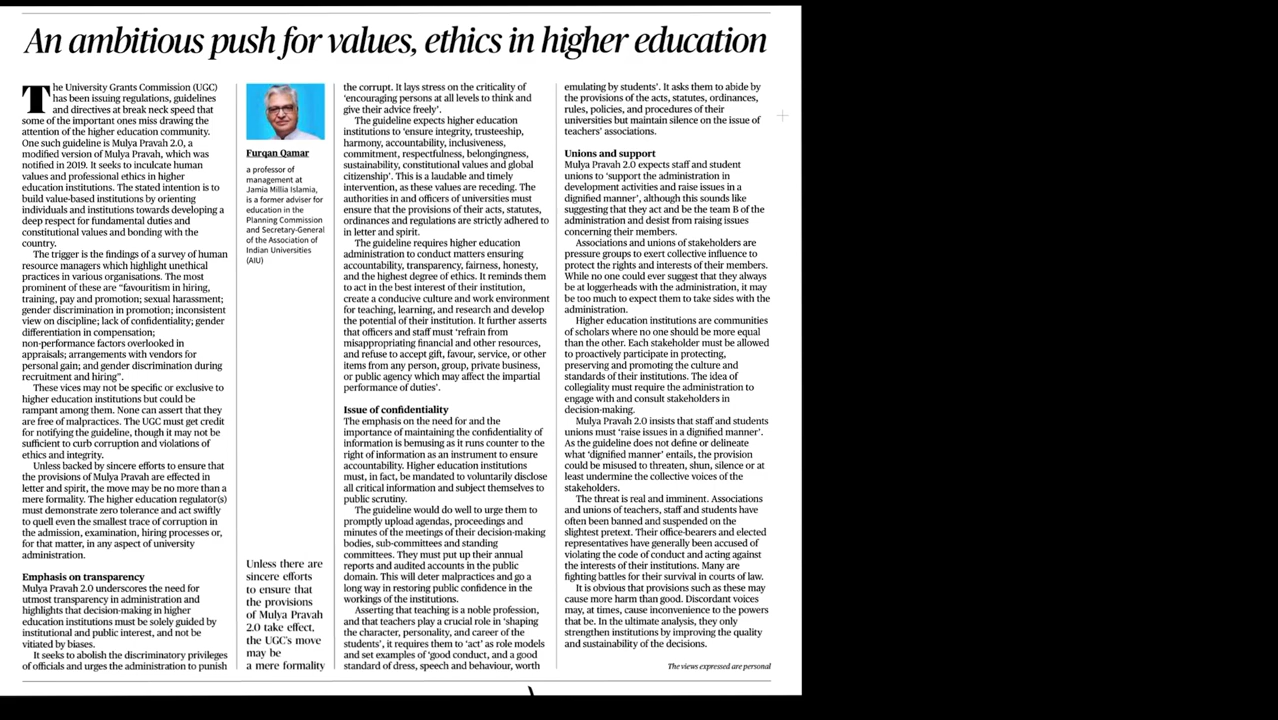 An ambitious push for values, ethics in higher education
The University Grants Commission (UGC)
has been issuing regulations, guidelines
and directives at break neck speed that
some of the important ones miss drawing the
attention of the higher education community.
One such guideline is Mulya Pravah 2.0, a
modified version of Mulya Pravah, which was
notified in 2019. It seeks to inculcate human
values and professional ethics in higher
education institutions. The stated intention is to
build value-based institutions by orienting
individuals and institutions towards developing a
deep respect for fundamental duties and
constitutional values and bonding with the
country.
The trigger is the findings of a survey of human
resource managers which highlight unethical
practices in various organisations. The most
prominent of these are “favouritism in hiring,
training, pay and promotion; sexual harassment;
gender discrimination in promotion; inconsistent
view on discipline; lack of confidentiality; gender
differentiation in compensation;
non-performance factors overlooked in
appraisals; arrangements with vendors for
personal gain; and gender discrimination during
recruitment and hiring”.
These vices may not be specific or exclusive to
higher education institutions but could be
rampant among them. None can assert that they
are free of malpractices. The UGC must get credit
for notifying the guideline, though it may not be
sufficient to curb corruption and violations of
ethics and integrity.
Unless backed by sincere efforts to ensure that
the provisions of Mulya Pravah are effected in
letter and spirit, the move may be no more than a
mere formality. The higher education regulator(s)
must demonstrate zero tolerance and act swiftly
to quell even the smallest trace of corruption in
the admission, examination, hiring processes or,
for that matter, in any aspect of university
administration.
Emphasis on transparency
Mulya Pravah 2.0 underscores the need for
utmost transparency in administration and
highlights that decision-making in higher
education institutions must be solely guided by
institutional and public interest, and not be
vitiated by biases.
It seeks to abolish the discriminatory privileges
of officials and urges the administration to punish
Furqan Qamar
a professor of
management at
Jamia Millia Islamia,
is a former adviser for
education in the
Planning Commission
and Secretary-General
of the Association of
Indian Universities
(AIU)
Unless there are
sincere efforts
to ensure that
the provisions
of Mulya Pravah
2.0 take effect,
the UGC’s move
may be
a mere formality
the corrupt. It lays stress on the criticality of
‘encouraging persons at all levels to think and
give their advice freely’.
The guideline expects higher education
institutions to ‘ensure integrity, trusteeship,
harmony, accountability, inclusiveness,
commitment, respectfulness, belongingness,
sustainability, constitutional values and global
citizenship’. This is a laudable and timely
intervention, as these values are receding. The
authorities in and officers of universities must
ensure that the provisions of their acts, statutes,
ordinances and regulations are strictly adhered to
in letter and spirit.
The guideline requires higher education
administration to conduct matters ensuring
accountability, transparency, fairness, honesty,
and the highest degree of ethics. It reminds them
to act in the best interest of their institution,
create a conducive culture and work environment
for teaching, learning, and research and develop
the potential of their institution. It further asserts
that officers and staff must ‘refrain from
misappropriating financial and other resources,
and refuse to accept gift, favour, service, or other
items from any person, group, private business,
or public agency which may affect the impartial
performance of duties’.
Issue of confidentiality
The emphasis on the need for and the
importance of maintaining the confidentiality of
information is bemusing as it runs counter to the
right of information as an instrument to ensure
accountability. Higher education institutions
must, in fact, be mandated to voluntarily disclose
all critical information and subject themselves to
public scrutiny.
The guideline would do well to urge them to
promptly upload agendas, proceedings and
minutes of the meetings of their decision-making
bodies, sub-committees and standing
committees. They must put up their annual
reports and audited accounts in the public
domain. This will deter malpractices and go a
long way in restoring public confidence in the
workings of the institutions.
Asserting that teaching is a noble profession,
and that teachers play a crucial role in ‘shaping
the character, personality, and career of the
students’, it requires them to ‘act’ as role models
and set examples of ‘good conduct, and a good
standard of dress, speech and behaviour, worth
emulating by students’. It asks them to abide by
the provisions of the acts, statutes, ordinances,
rules, policies, and procedures of their
universities but maintain silence on the issue of
teachers’ associations.
Unions and support
Mulya Pravah 2.0 expects staff and student
unions to ‘support the administration in
development activities and raise issues in a
dignified manner’, although this sounds like
suggesting that they act and be the team B of the
administration and desist from raising issues
concerning their members.
Associations and unions of stakeholders are
pressure groups to exert collective influence to
protect the rights and interests of their members.
While no one could ever suggest that they always
be at loggerheads with the administration, it may
be too much to expect them to take sides with the
administration.
Higher education institutions are communities
of scholars where no one should be more equal
than the other. Each stakeholder must be allowed
to proactively participate in protecting,
preserving and promoting the culture and
standards of their institutions. The idea of
collegiality must require the administration to
engage with and consult stakeholders in
decision-making.
Mulya Pravah 2.0 insists that staff and students
unions must ‘raise issues in a dignified manner’.
As the guideline does not define or delineate
what ‘dignified manner’ entails, the provision
could be misused to threaten, shun, silence or at
least undermine the collective voices of the
stakeholders.
The threat is real and imminent. Associations
and unions of teachers, staff and students have
often been banned and suspended on the
slightest pretext. Their office-bearers and elected
representatives have generally been accused of
violating the code of conduct and acting against
the interests of their institutions. Many are
fighting battles for their survival in courts of law.
It is obvious that provisions such as these may
cause more harm than good. Discordant voices
may, at times, cause inconvenience to the powers
that be. In the ultimate analysis, they only
strengthen institutions by improving the quality
and sustainability of the decisions.
The views expressed are personal